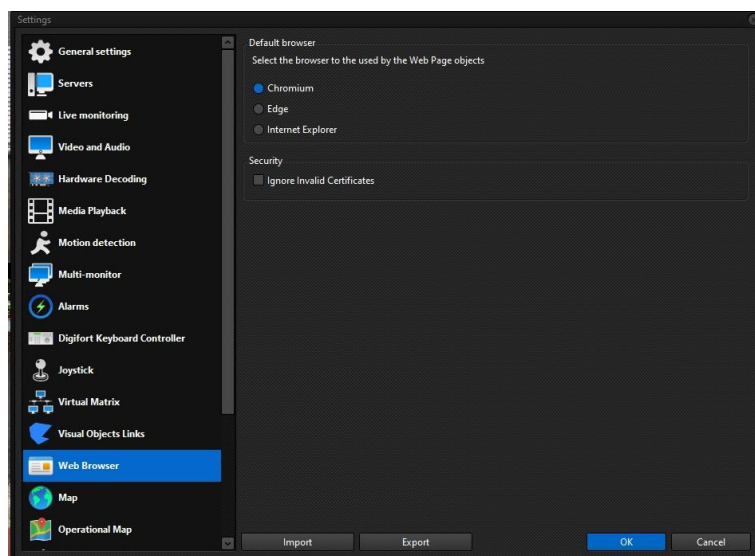 Settings
General settings
Servers
Live monitoring
Video and Audio
Hardware Decoding
Media Playback
Motion detection
Multi-monitor
Alarms
Digifort Keyboard Controller
Joystick
Virtual Matrix
Visual Objects Links
Web Browser
Map
Operational Map
Default browser
Select the browser to the used by the Web Page objects
Chromium
Edge
Internet Explorer
Security
Ignore Invalid Certificates
Import
Export
OK
Cancel